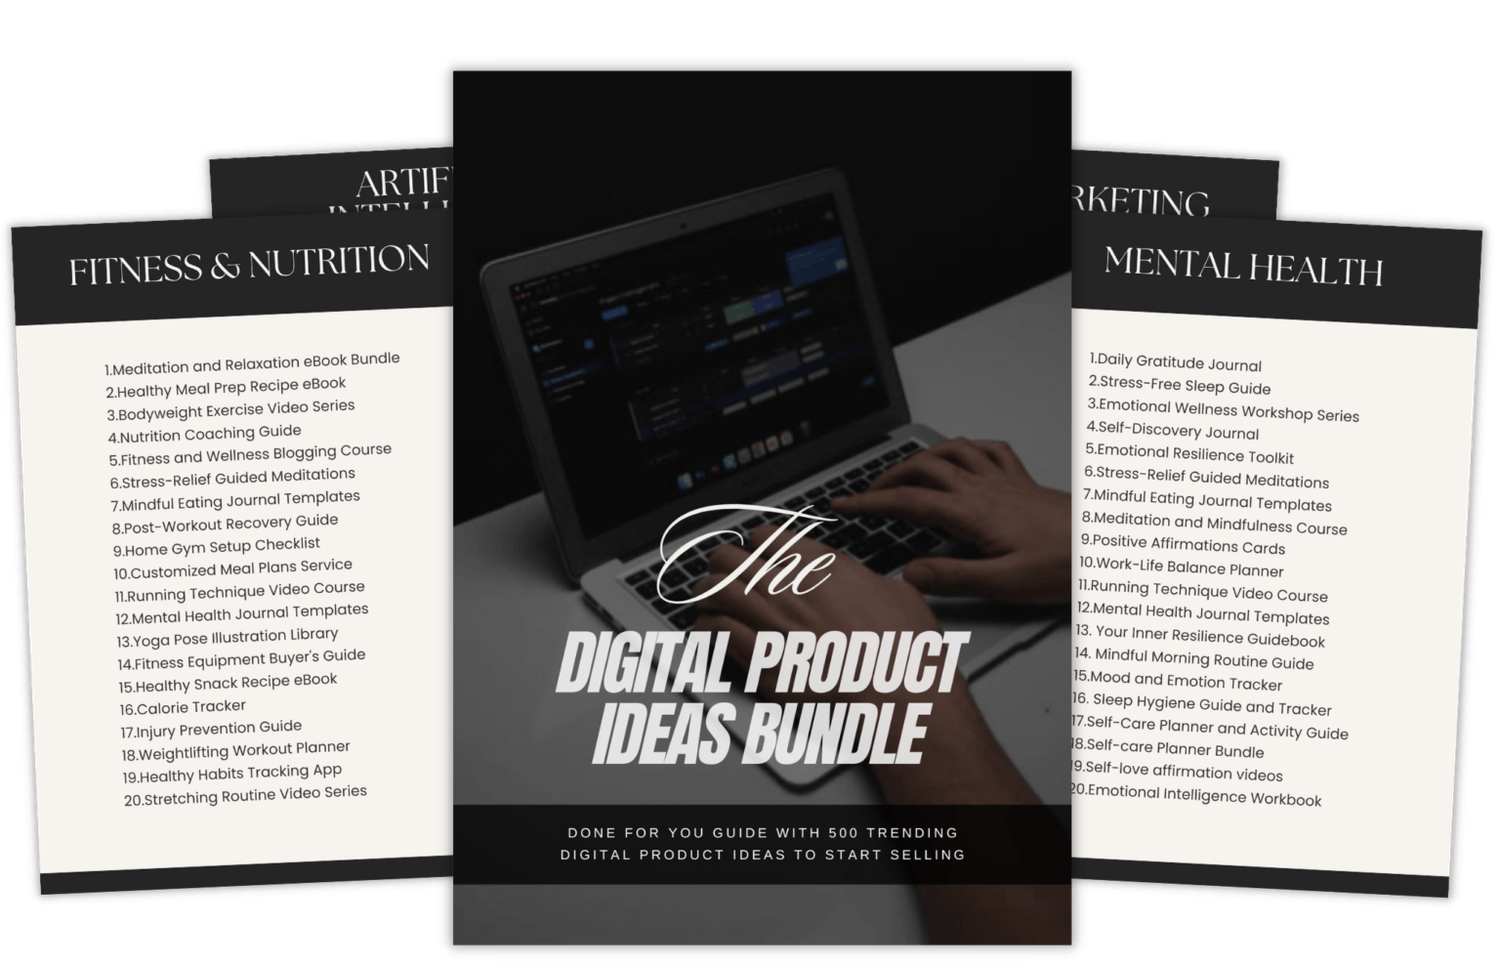 ARTIF
INTELLI
FITNESS & NUTRITION
1.Meditation and Relaxation eBook Bundle
2.Healthy Meal Prep Recipe eBook
3.Bodyweight Exercise Video Series
4.Nutrition Coaching Guide
5.Fitness and Wellness Blogging Course
6.Stress-Relief Guided Meditations
7.Mindful Eating Journal Templates
8.Post-Workout Recovery Guide
9.Home Gym Setup Checklist
10.Customized Meal Plans Service
11.Running Technique Video Course
12.Mental Health Journal Templates
13.Yoga Pose Illustration Library
14.Fitness Equipment Buyer's Guide
15.Healthy Snack Recipe eBook
16.Calorie Tracker
17.Injury Prevention Guide
18.Weightlifting Workout Planner
19.Healthy Habits Tracking App
20.Stretching Routine Video Series
The
DIGITAL PRODUCT
IDEAS BUNDLE
DONE FOR YOU GUIDE WITH 500 TRENDING
DIGITAL PRODUCT IDEAS TO START SELLING
RKETING
MENTAL HEALTH
1.Daily Gratitude Journal
2.Stress-Free Sleep Guide
3.Emotional Wellness Workshop Series
4.Self-Discovery Journal
5.Emotional Resilience Toolkit
6.Stress-Relief Guided Meditations
7.Mindful Eating Journal Templates
8.Meditation and Mindfulness Course
9.Positive Affirmations Cards
10.Work-Life Balance Planner
11.Running Technique Video Course
12.Mental Health Journal Templates
13. Your Inner Resilience Guidebook
14. Mindful Morning Routine Guide
15.Mood and Emotion Tracker
16. Sleep Hygiene Guide and Tracker
17.Self-Care Planner and Activity Guide
18.Self-care Planner Bundle
19.Self-love affirmation videos
20.Emotional Intelligence Workbook